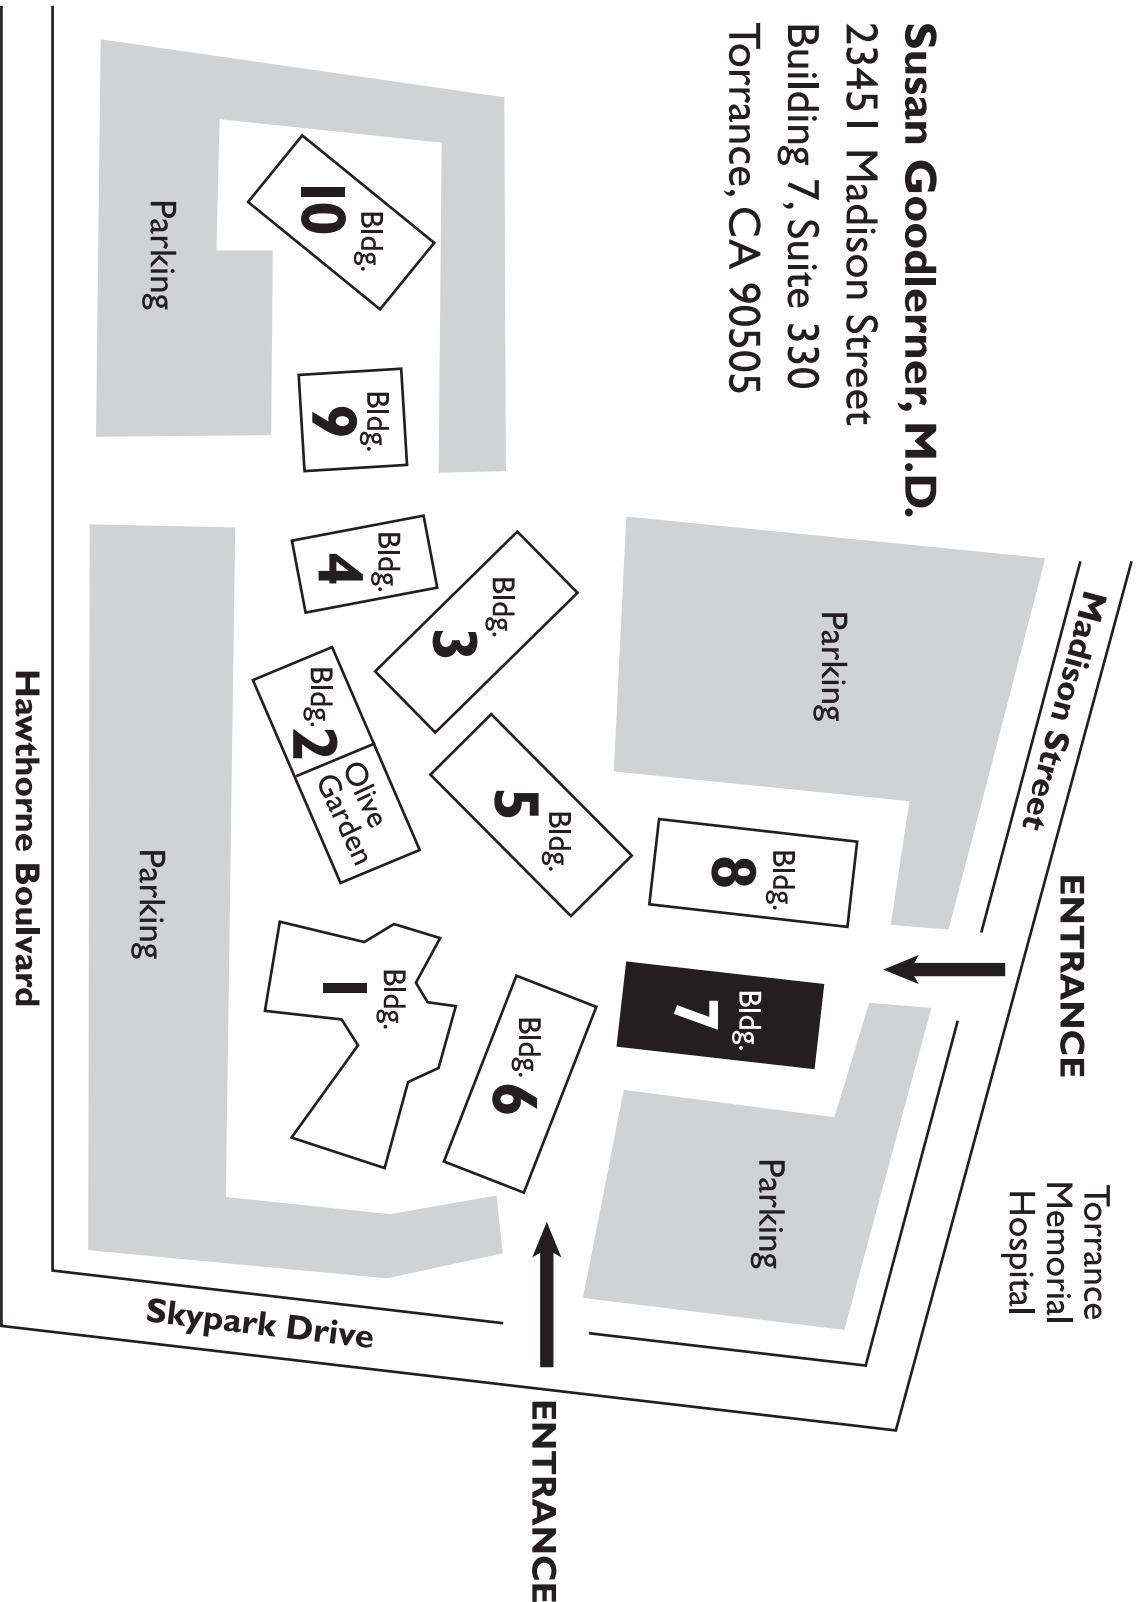 Susan Goodlerner, M.D.
23451 Madison Street
Building 7, Suite 330
Torrance, CA 90505
Madison Street
ENTRANCE
Torrance
Memorial
Hospital
Parking
Bldg.
8
Bldg.
7
Parking
Bldg.
10
Bldg.
9
Bldg.
4
Bldg.
3
Bldg.
5
Bldg. 6
Bldg. 2
Olive
Garden
Bldg.
1
ENTRANCE
Parking
Parking
Skypark Drive
Hawthorne Boulvard